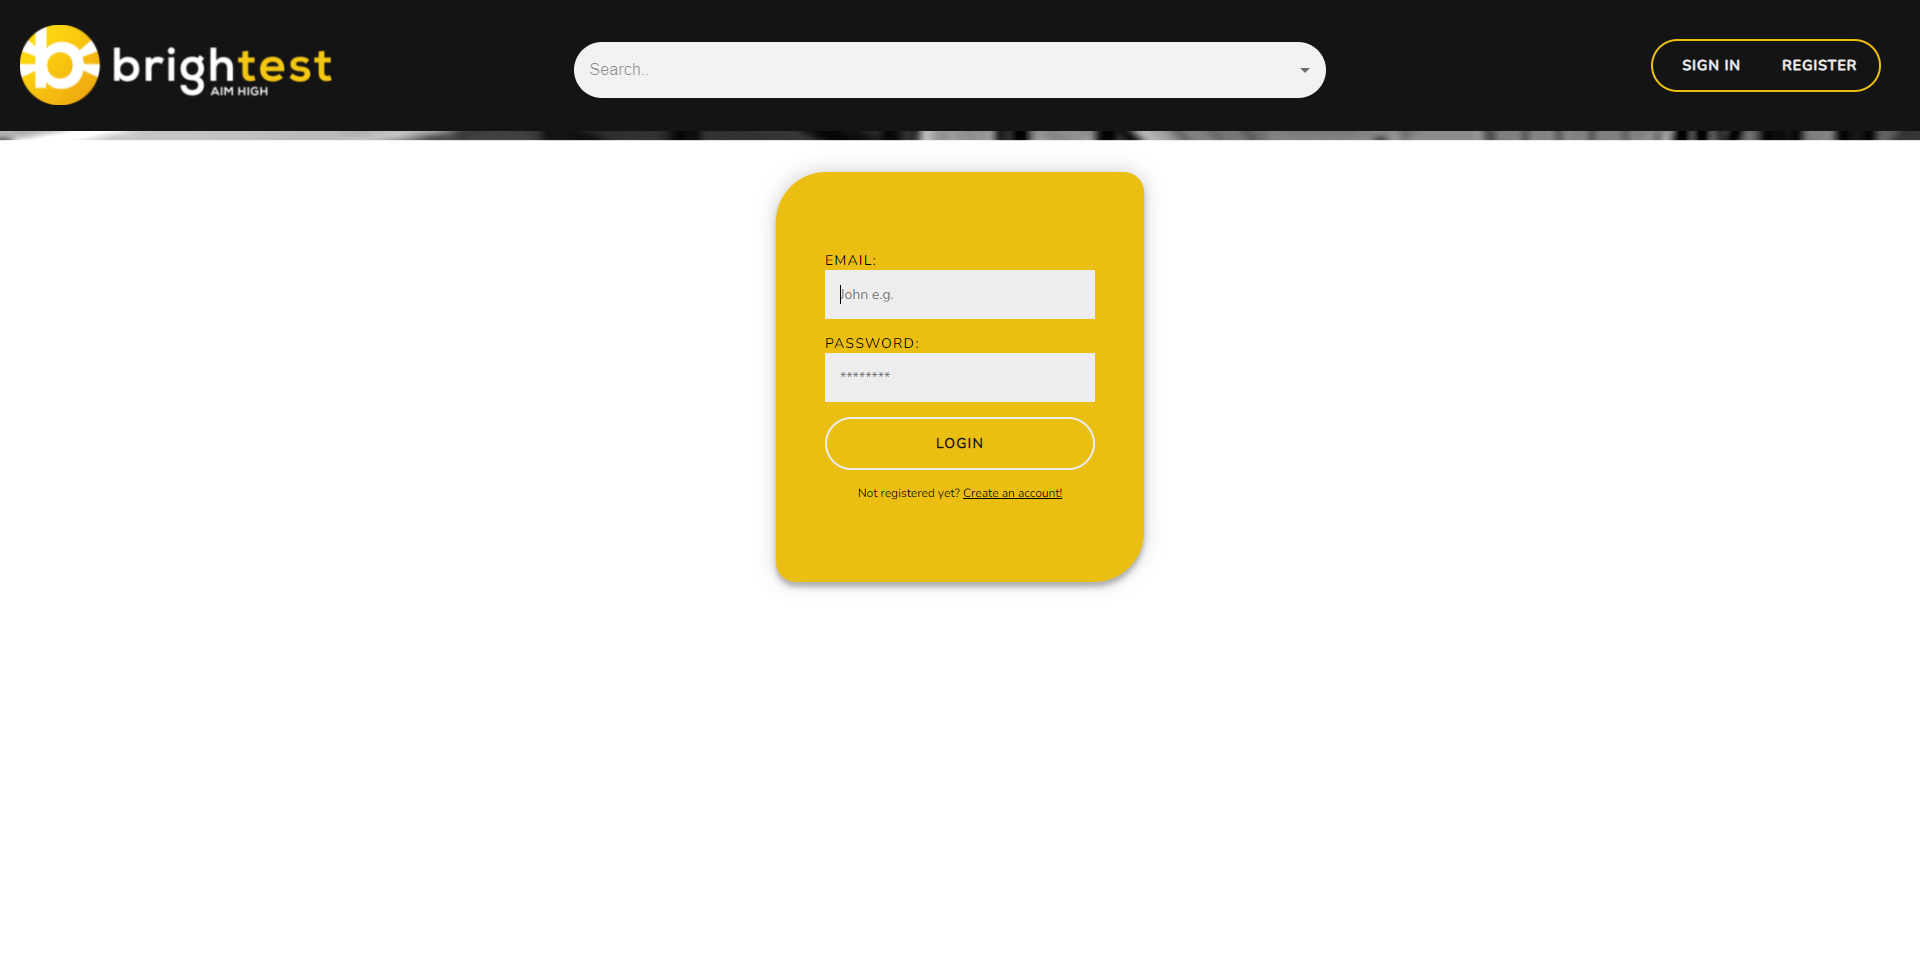 brightest
AIM HIGH
Search..
SIGN IN REGISTER
EMAIL:
John e.g.
PASSWORD:
********
LOGIN
Not registered yet? Create an account!